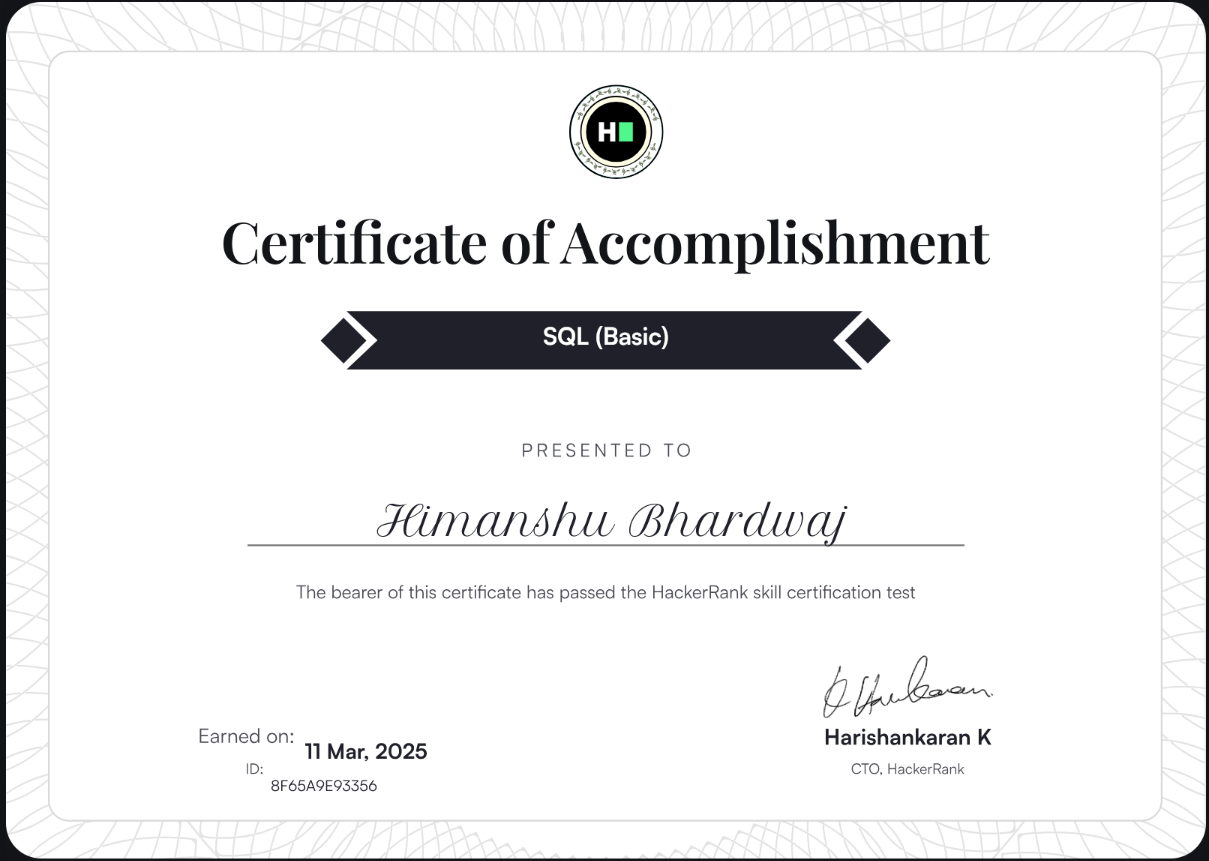 H
Certificate of Accomplishment
SQL (Basic)
PRESENTED TO
Himanshu Bhardwaj
The bearer of this certificate has passed the HackerRank skill certification test
Earned on: 11 Mar, 2025
ID: 8F65A9E93356
Harishankaran K
CTO, HackerRank